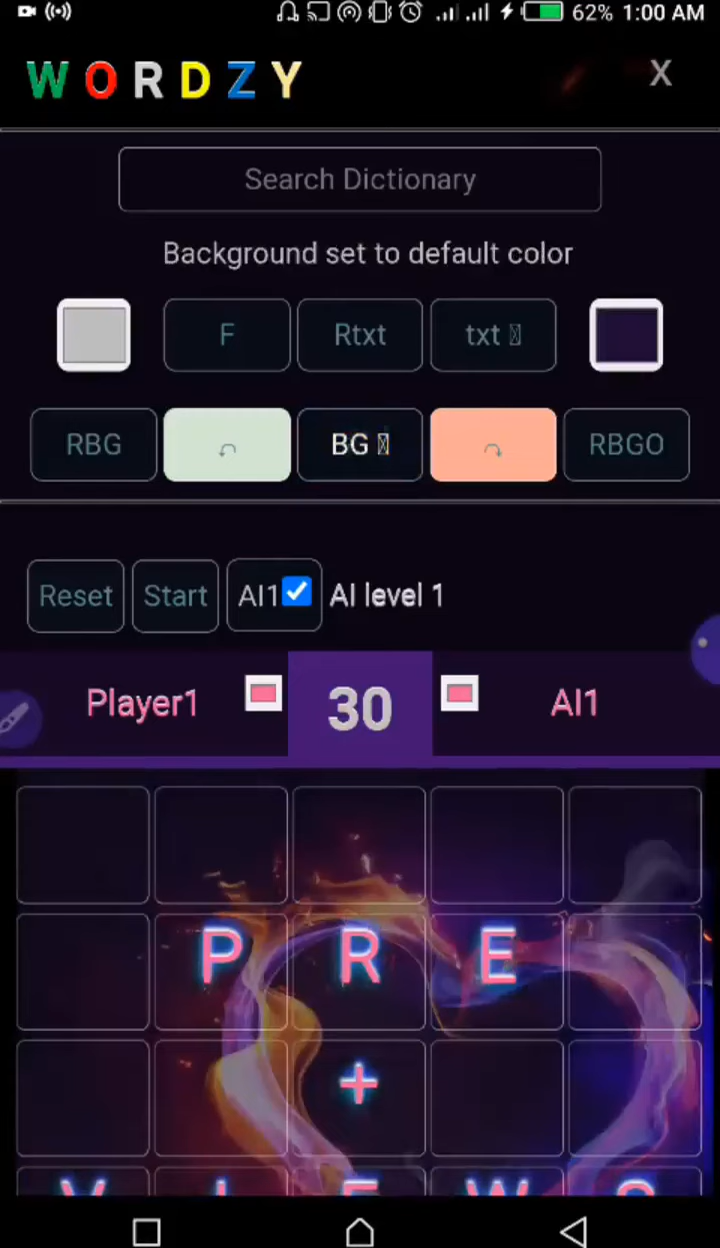 62% 1:00 AM
WORDZY X
Search Dictionary
Background set to default color
F Rtxt txt
RBG BG RBGO
Reset Start AI1 AI level 1
Player1 30 AI1
P R E
+
V I E W S